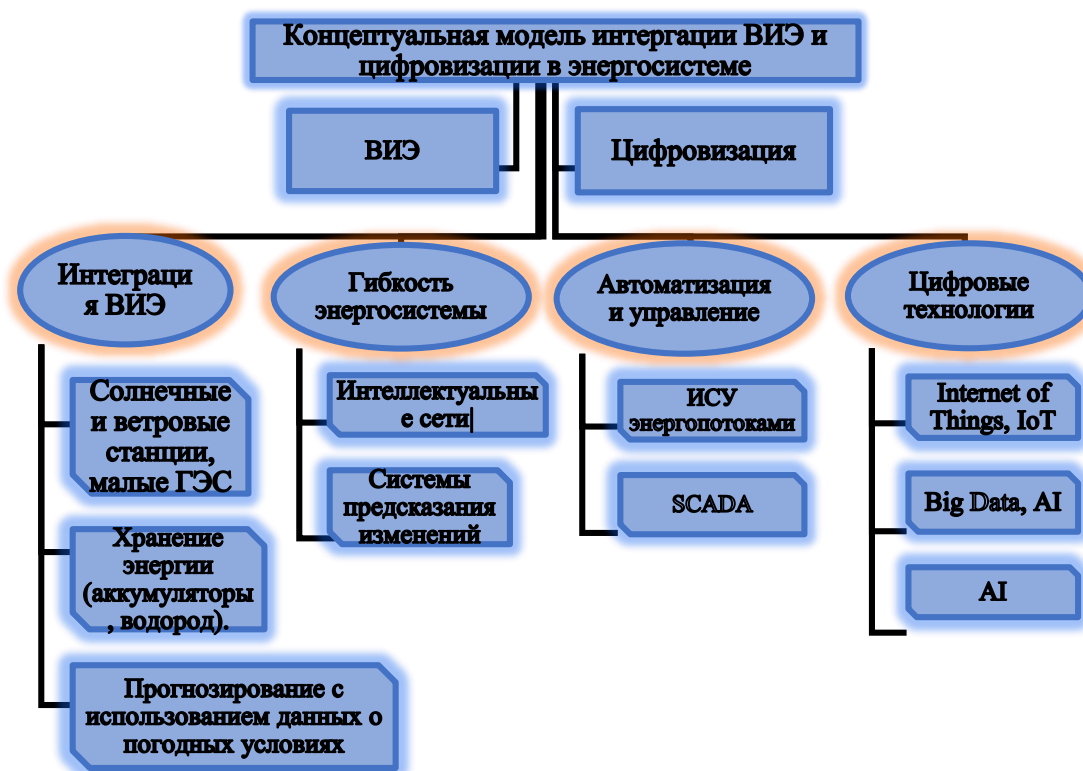 Концептуальная модель интергации ВИЭ и
цифровизации в энергосистеме
ВИЭ
Цифровизация
Интеграци
я ВИЭ
Гибкость
энергосистемы
Автоматизация
и управление
Цифровые
технологии
Солнечные
и ветровые
станции,
малые ГЭС
Хранение
энергии
(аккумуляторы
, водород).
Прогнозирование с
использованием данных о
погодных условиях
Интеллектуальны
е сети
Системы
предсказания
изменений
ИСУ
энергопотоками
SCADA
Internet of
Things, IoT
Big Data, AI
AI